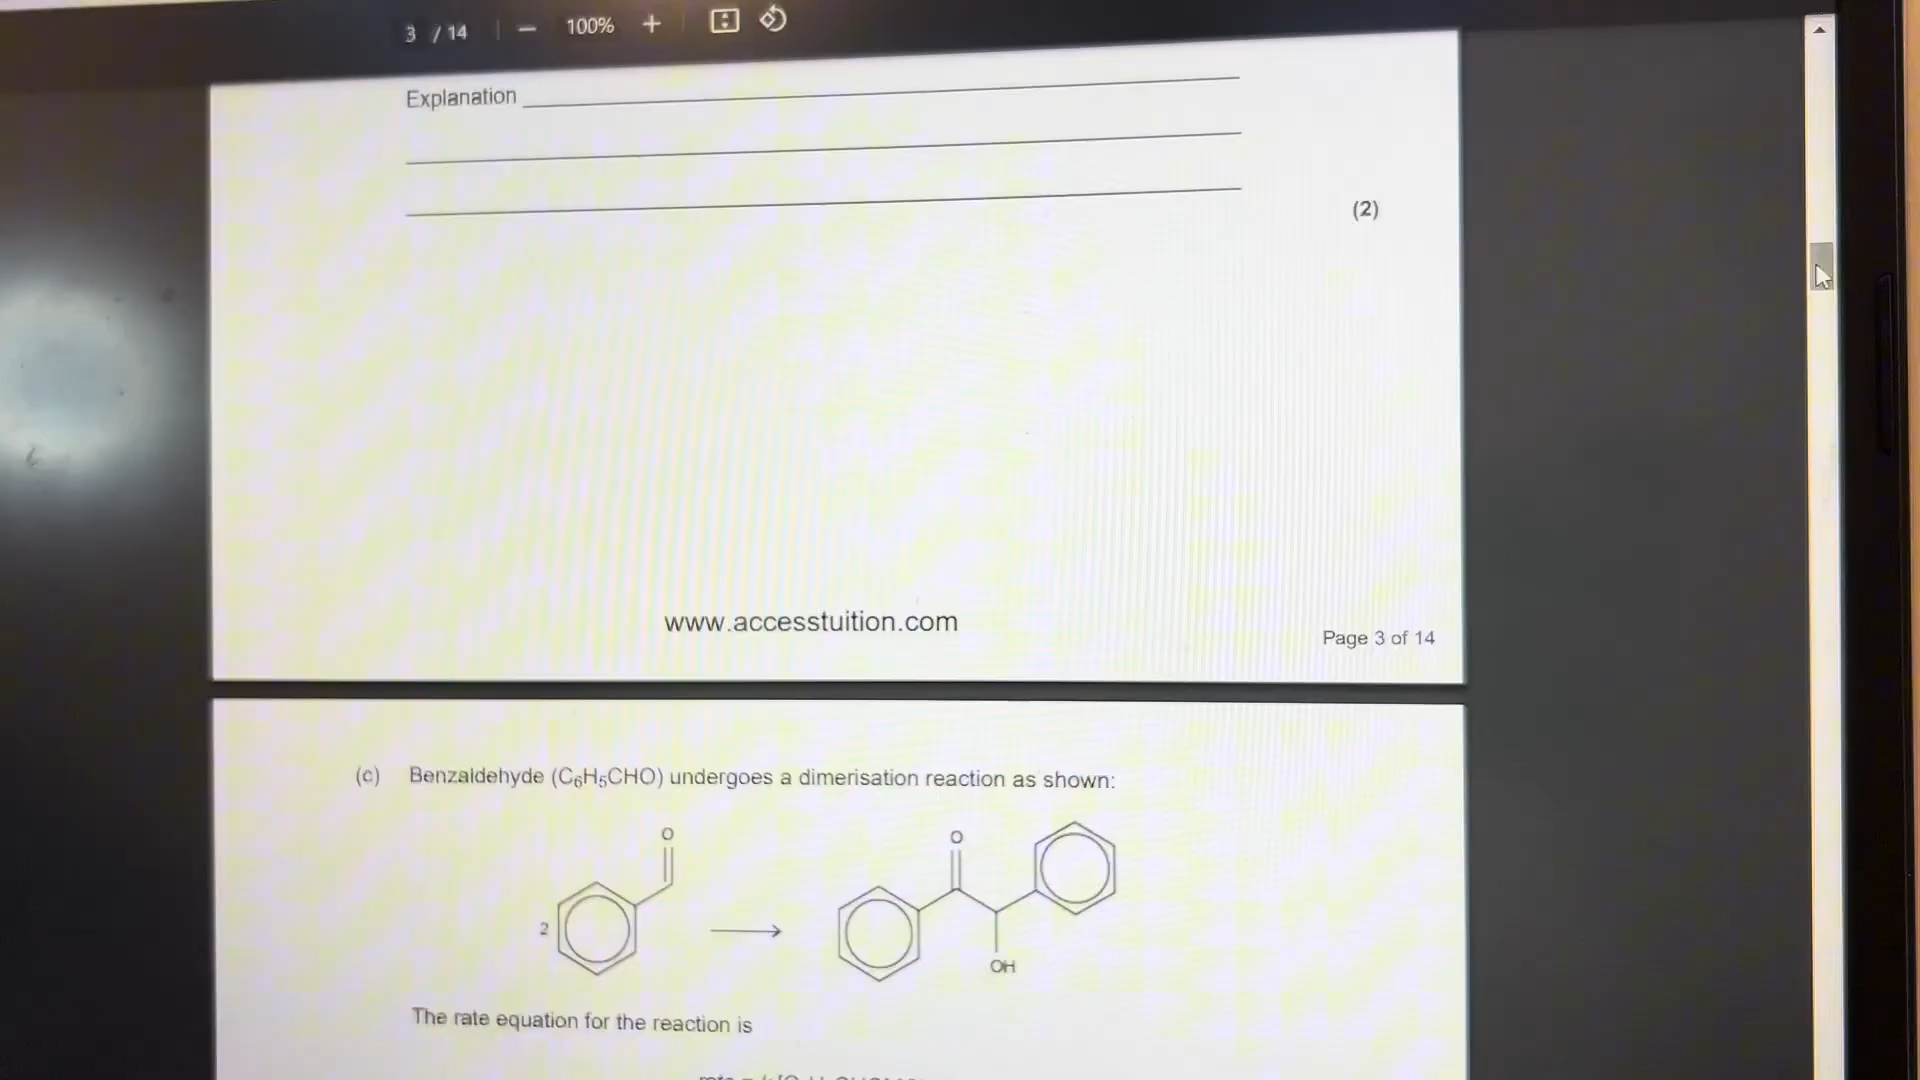 3 / 14
100%
Explanation
(2)
www.accesstuition.com
Page 3 of 14
(c) Benzaldehyde (C₆H₅CHO) undergoes a dimerisation reaction as shown:
O
O
2
OH
The rate equation for the reaction is